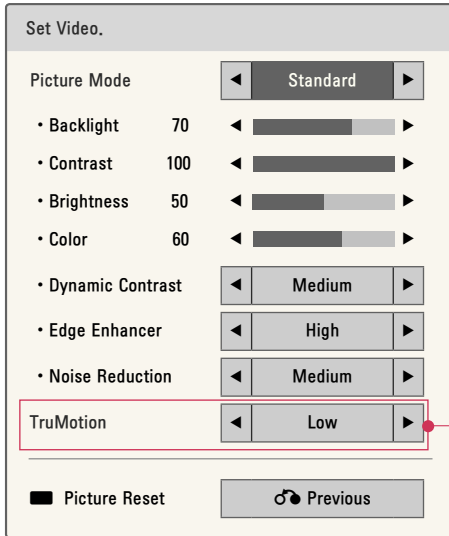 Set Video.
Picture Mode ◀ Standard ▶
• Backlight 70 ◀ ▶
• Contrast 100 ◀ ▶
• Brightness 50 ◀ ▶
• Color 60 ◀ ▶
• Dynamic Contrast ◀ Medium ▶
• Edge Enhancer ◀ High ▶
• Noise Reduction ◀ Medium ▶
TruMotion ◀ Low ▶
Picture Reset Previous